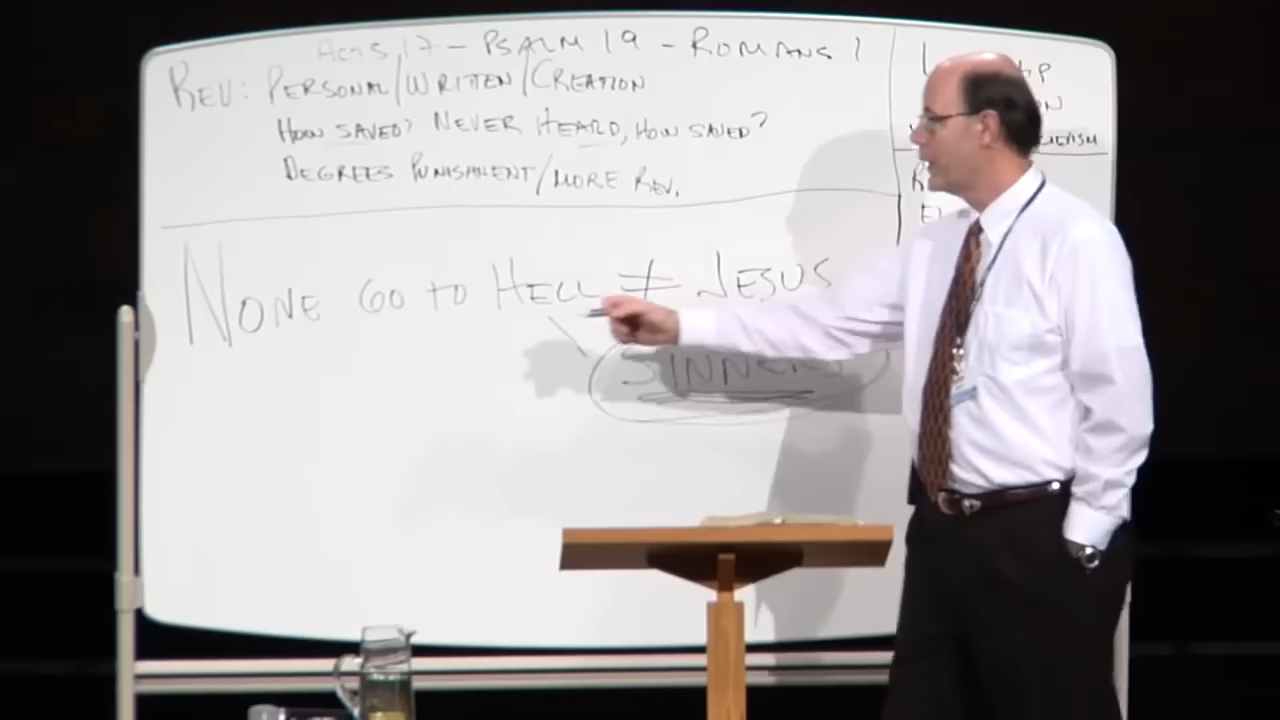 ACTS 17 - PSALM 19 - ROMANS 1
REV: PERSONAL/WRITTEN/CREATION
HOW SAVED? NEVER HEARD, HOW SAVED?
DEGREES PUNISHMENT/MORE REV.
NONE GO TO HELL ≠ JESUS
SINNERS